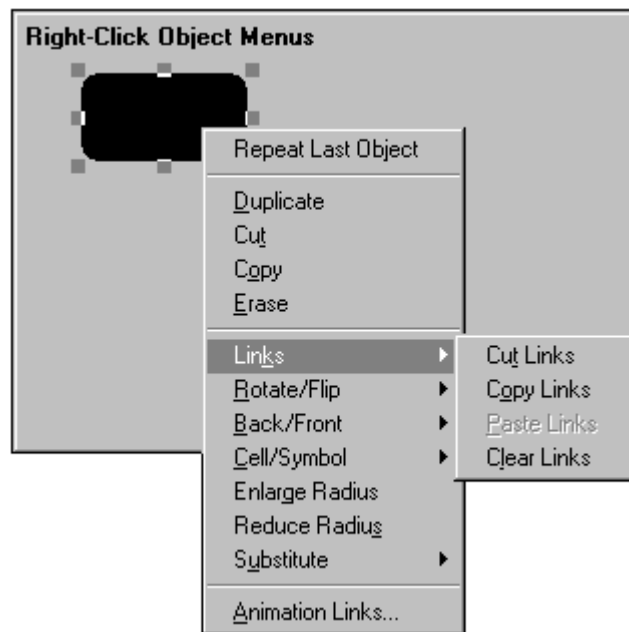 Right-Click Object Menus
Repeat Last Object
Duplicate
Cut
Copy
Erase
Links
Rotate/Flip
Back/Front
Cell/Symbol
Enlarge Radius
Reduce Radius
Substitute
Animation Links...
Cut Links
Copy Links
Paste Links
Clear Links